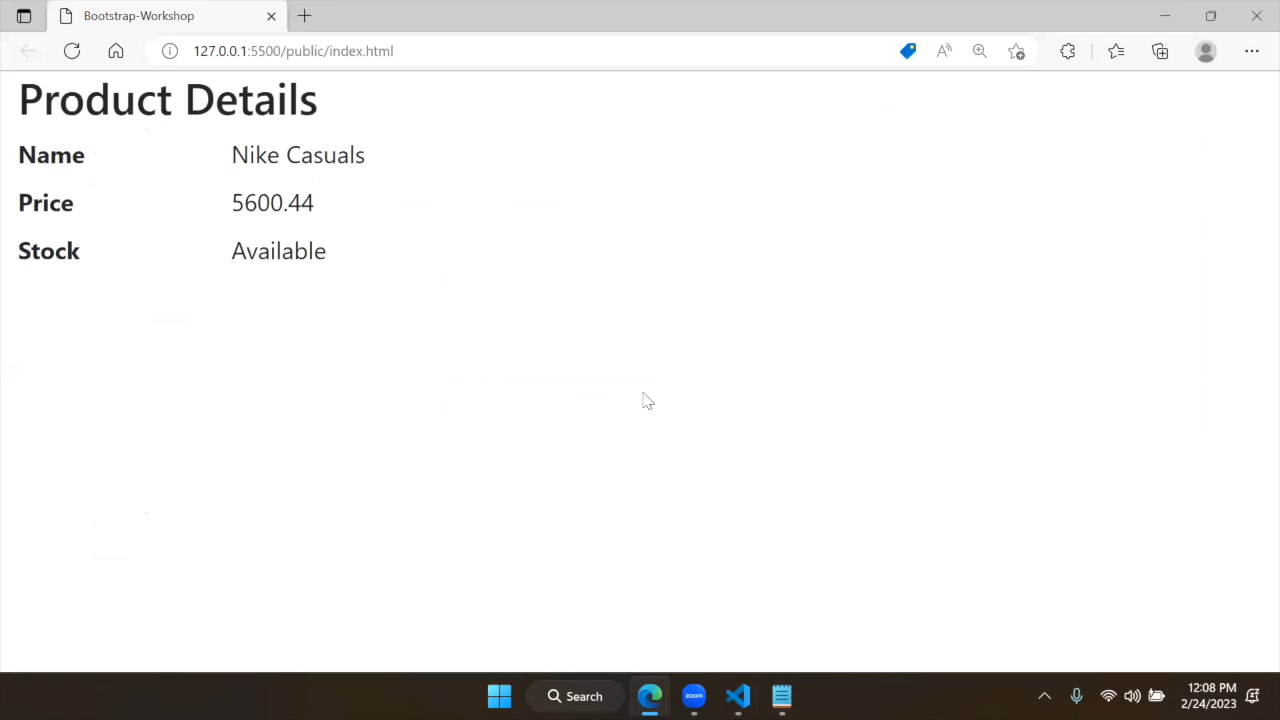 Bootstrap-Workshop
127.0.0.1:5500/public/index.html
Product Details
Name Nike Casuals
Price 5600.44
Stock Available
Search
zoom
12:08 PM
2/24/2023